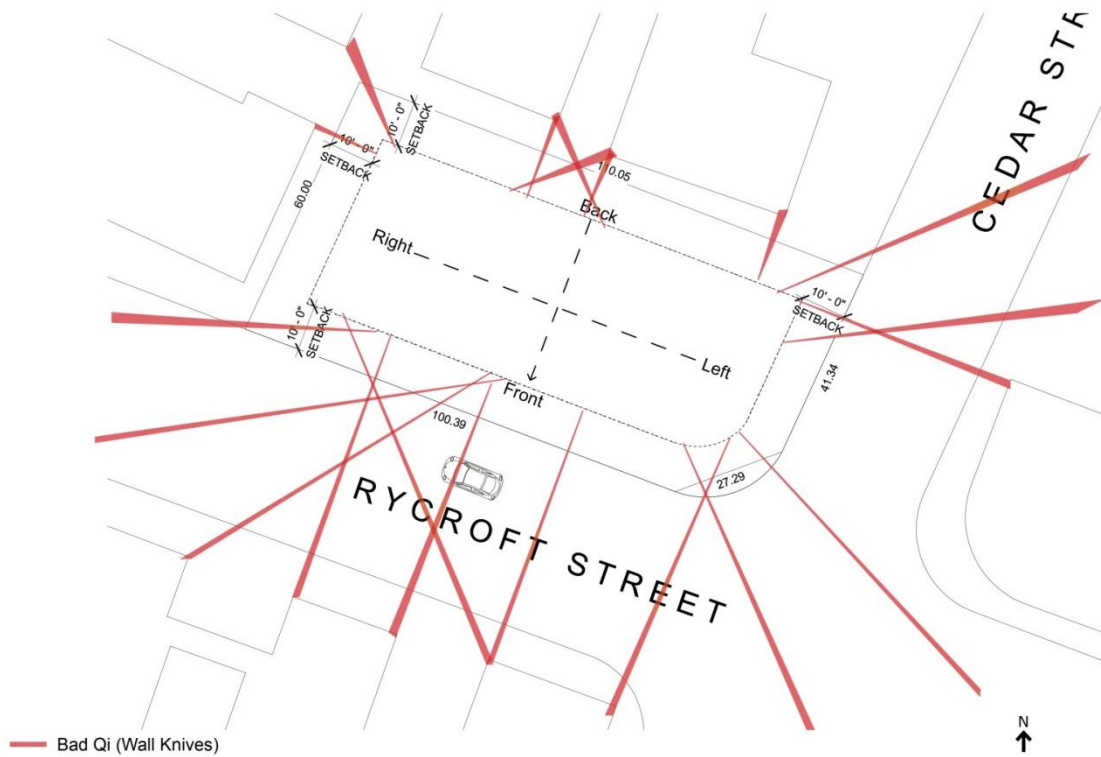 CEDAR STR
10' - 0"
SETBACK
10' - 0"
SETBACK
110.05
60.00
Back
Right
10' - 0"
SETBACK
10' - 0"
SETBACK
Left
Front
41.34
100.39
27.29
RYCROFT STREET
Bad Qi (Wall Knives)
N